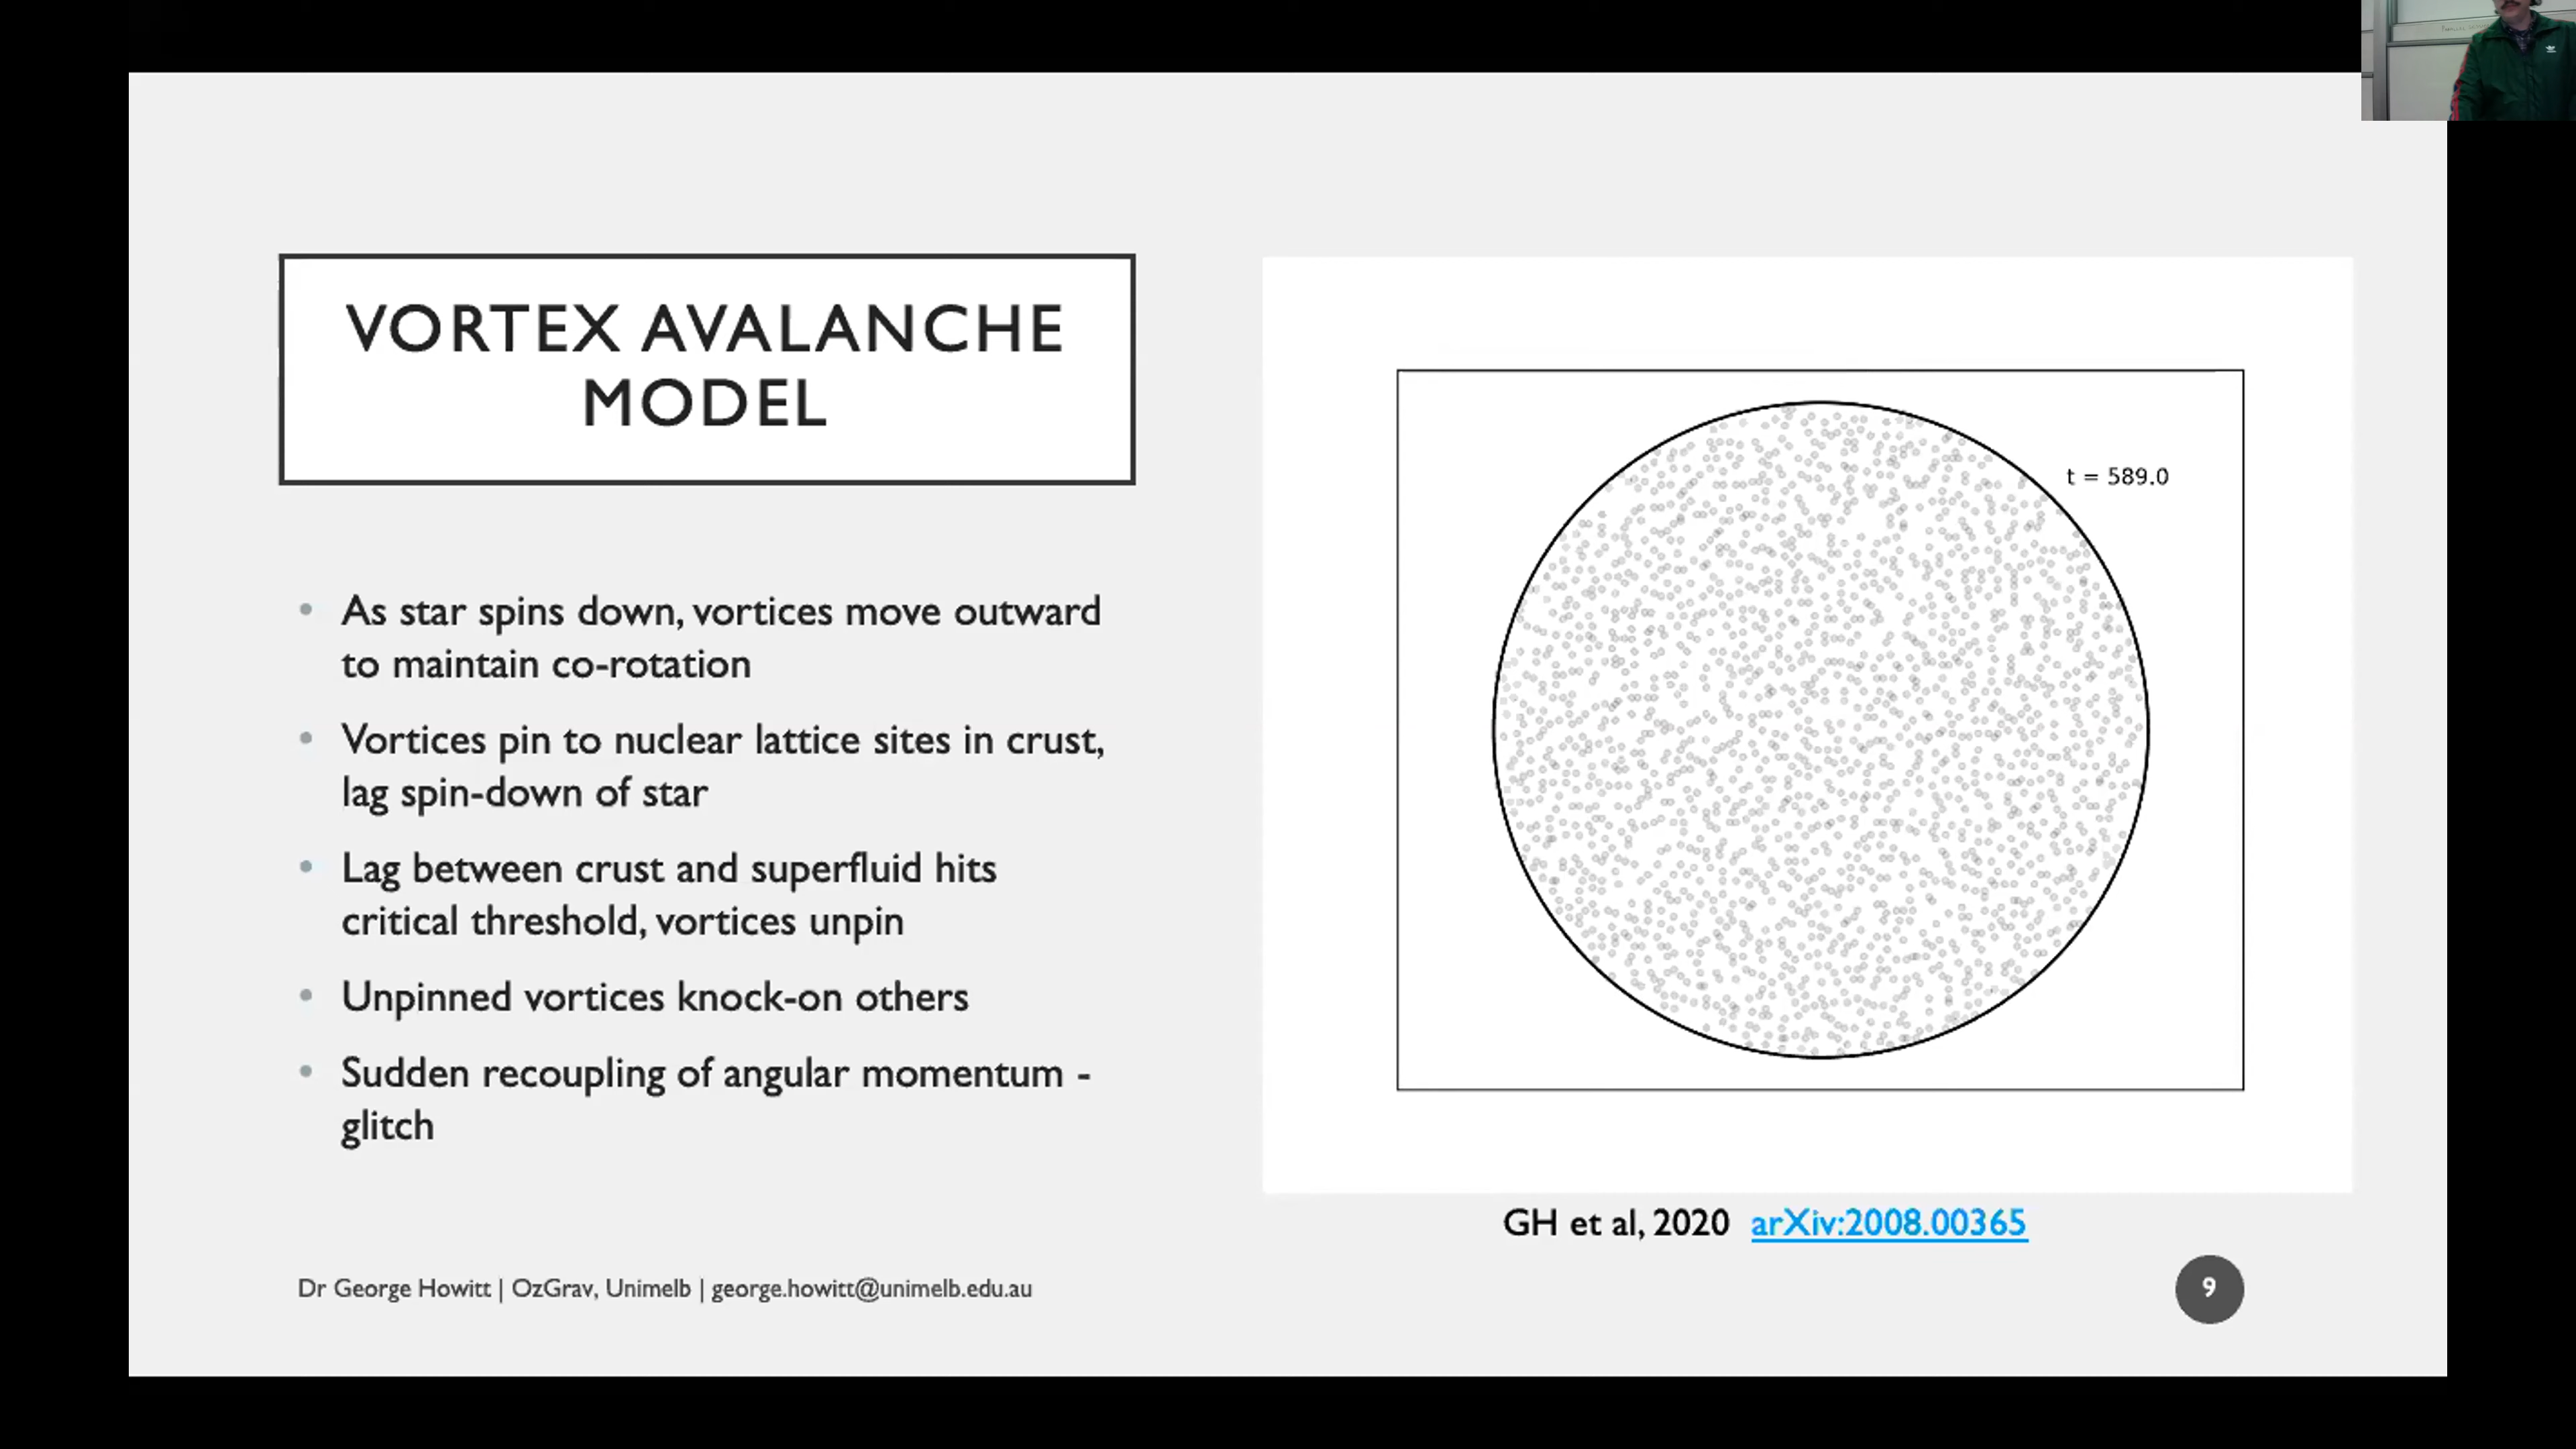 VORTEX AVALANCHE
MODEL
• As star spins down, vortices move outward
to maintain co-rotation
• Vortices pin to nuclear lattice sites in crust,
lag spin-down of star
• Lag between crust and superfluid hits
critical threshold, vortices unpin
• Unpinned vortices knock-on others
• Sudden recoupling of angular momentum -
glitch
t = 589.0
GH et al, 2020 arXiv:2008.00365
Dr George Howitt | OzGrav, Unimelb | george.howitt@unimelb.edu.au
9